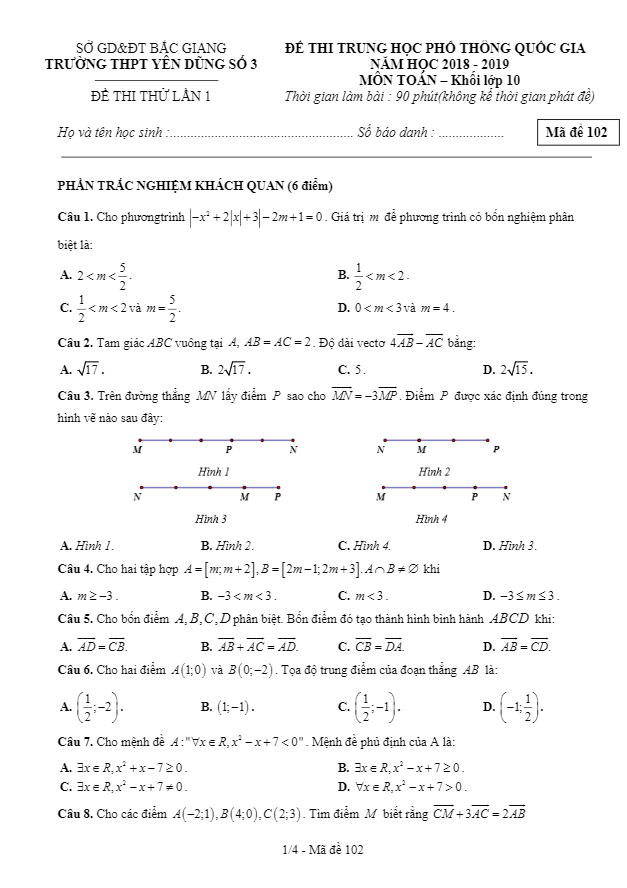 SỞ GD&ĐT BẮC GIANG
TRƯỜNG THPT YÊN DŨNG SỐ 3
ĐỀ THI THỬ LẦN 1
ĐỀ THI TRUNG HỌC PHỔ THÔNG QUỐC GIA
NĂM HỌC 2018 - 2019
MÔN TOÁN – Khối lớp 10
Thời gian làm bài : 90 phút(không kể thời gian phát đề)
Họ và tên học sinh :...................................................... Số báo danh : ...................
Mã đề 102
PHẦN TRẮC NGHIỆM KHÁCH QUAN (6 điểm)
Câu 1. Cho phươngtrình $\left|-x^2+2|x|+3\right|-2m+1=0$. Giá trị $m$ để phương trình có bốn nghiệm phân
biệt là:
A. $2<m<\frac{5}{2}$. B. $\frac{1}{2}<m<2$.
C. $\frac{1}{2}<m<2$ và $m=\frac{5}{2}$. D. $0<m<3$ và $m=4$.
Câu 2. Tam giác ABC vuông tại A, $AB=AC=2$. Độ dài vectơ $4\overrightarrow{AB}-\overrightarrow{AC}$ bằng:
A. $\sqrt{17}$. B. $2\sqrt{17}$. C. 5. D. $2\sqrt{15}$.
Câu 3. Trên đường thẳng MN lấy điểm P sao cho $\overrightarrow{MN}=-3\overrightarrow{MP}$. Điểm P được xác định đúng trong
hình vẽ nào sau đây:
M P N N M P
Hình 1 Hình 2
N M P M P N
Hình 3 Hình 4
A. Hình 1. B. Hình 2. C. Hình 4. D. Hình 3.
Câu 4. Cho hai tập hợp $A=[m;m+2], B=[2m-1;2m+3]$. $A\cap B\neq\varnothing$ khi
A. $m\geq-3$. B. $-3<m<3$. C. $m<3$. D. $-3\leq m\leq3$.
Câu 5. Cho bốn điểm A, B, C, D phân biệt. Bốn điểm đó tạo thành hình bình hành ABCD khi:
A. $\overrightarrow{AD}=\overrightarrow{CB}$. B. $\overrightarrow{AB}+\overrightarrow{AC}=\overrightarrow{AD}$. C. $\overrightarrow{CB}=\overrightarrow{DA}$. D. $\overrightarrow{AB}=\overrightarrow{CD}$.
Câu 6. Cho hai điểm $A(1;0)$ và $B(0;-2)$. Tọa độ trung điểm của đoạn thẳng AB là:
A. $\left(\frac{1}{2};-2\right)$. B. $(1;-1)$. C. $\left(\frac{1}{2};-1\right)$. D. $\left(-1;\frac{1}{2}\right)$.
Câu 7. Cho mệnh đề $A:"\forall x\in R, x^2-x+7<0"$. Mệnh đề phủ định của A là:
A. $\exists x\in R, x^2+x-7\geq0$. B. $\exists x\in R, x^2-x+7\geq0$.
C. $\exists x\in R, x^2-x+7\neq0$. D. $\forall x\in R, x^2-x+7>0$.
Câu 8. Cho các điểm $A(-2;1), B(4;0), C(2;3)$. Tìm điểm M biết rằng $\overrightarrow{CM}+3\overrightarrow{AC}=2\overrightarrow{AB}$
1/4 - Mã đề 102